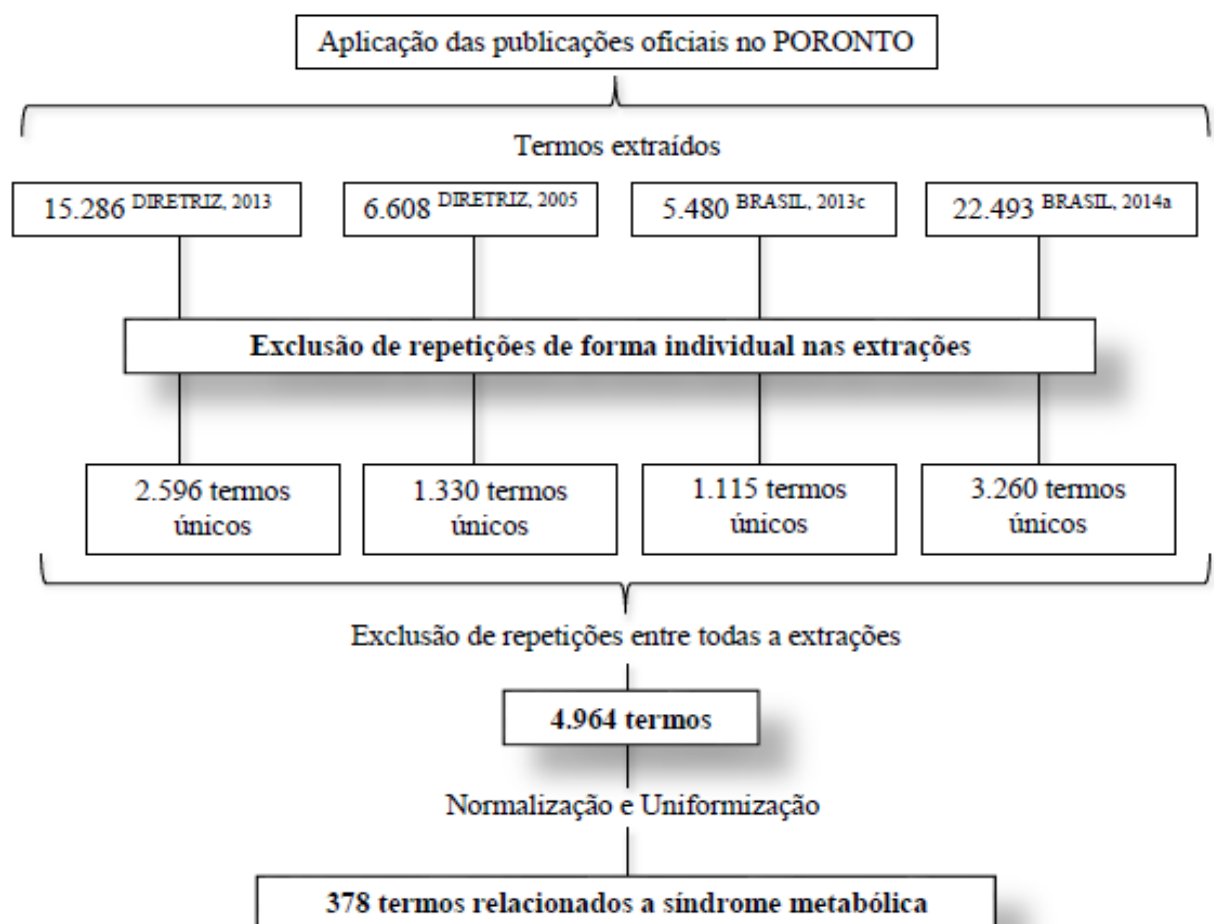 Aplicação das publicações oficiais no PORONTO
Termos extraídos
15.286 DIRETRIZ, 2013
6.608 DIRETRIZ, 2005
5.480 BRASIL, 2013c
22.493 BRASIL, 2014a
Exclusão de repetições de forma individual nas extrações
2.596 termos
únicos
1.330 termos
únicos
1.115 termos
únicos
3.260 termos
únicos
Exclusão de repetições entre todas a extrações
4.964 termos
Normalização e Uniformização
378 termos relacionados a síndrome metabólica